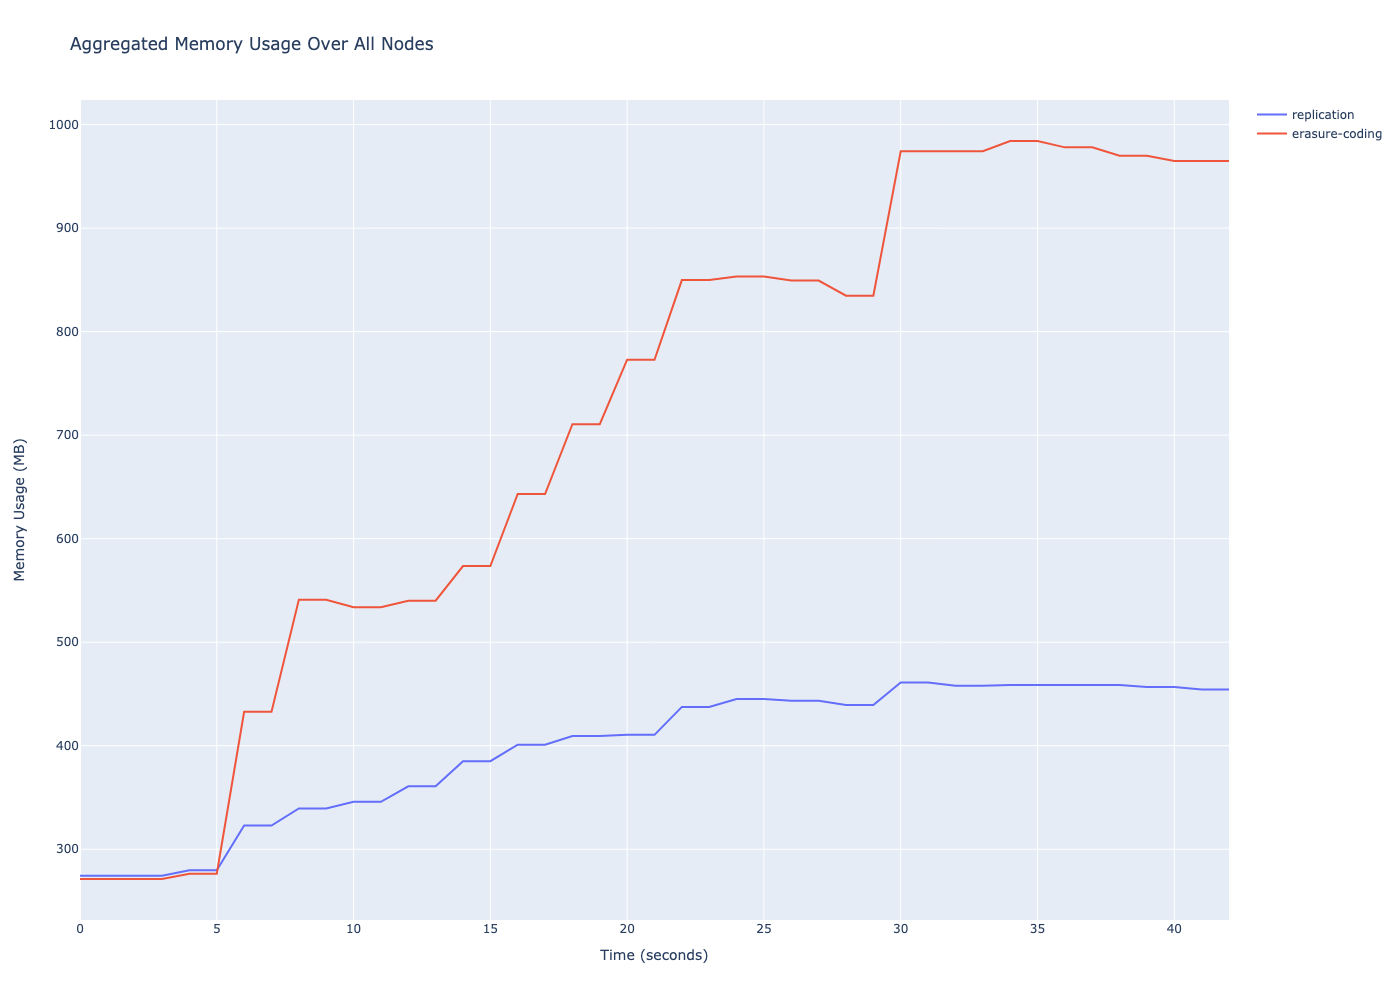 Aggregated Memory Usage Over All Nodes
replication
erasure-coding
1000
900
800
700
600
500
400
300
Memory Usage (MB)
0 5 10 15 20 25 30 35 40
Time (seconds)